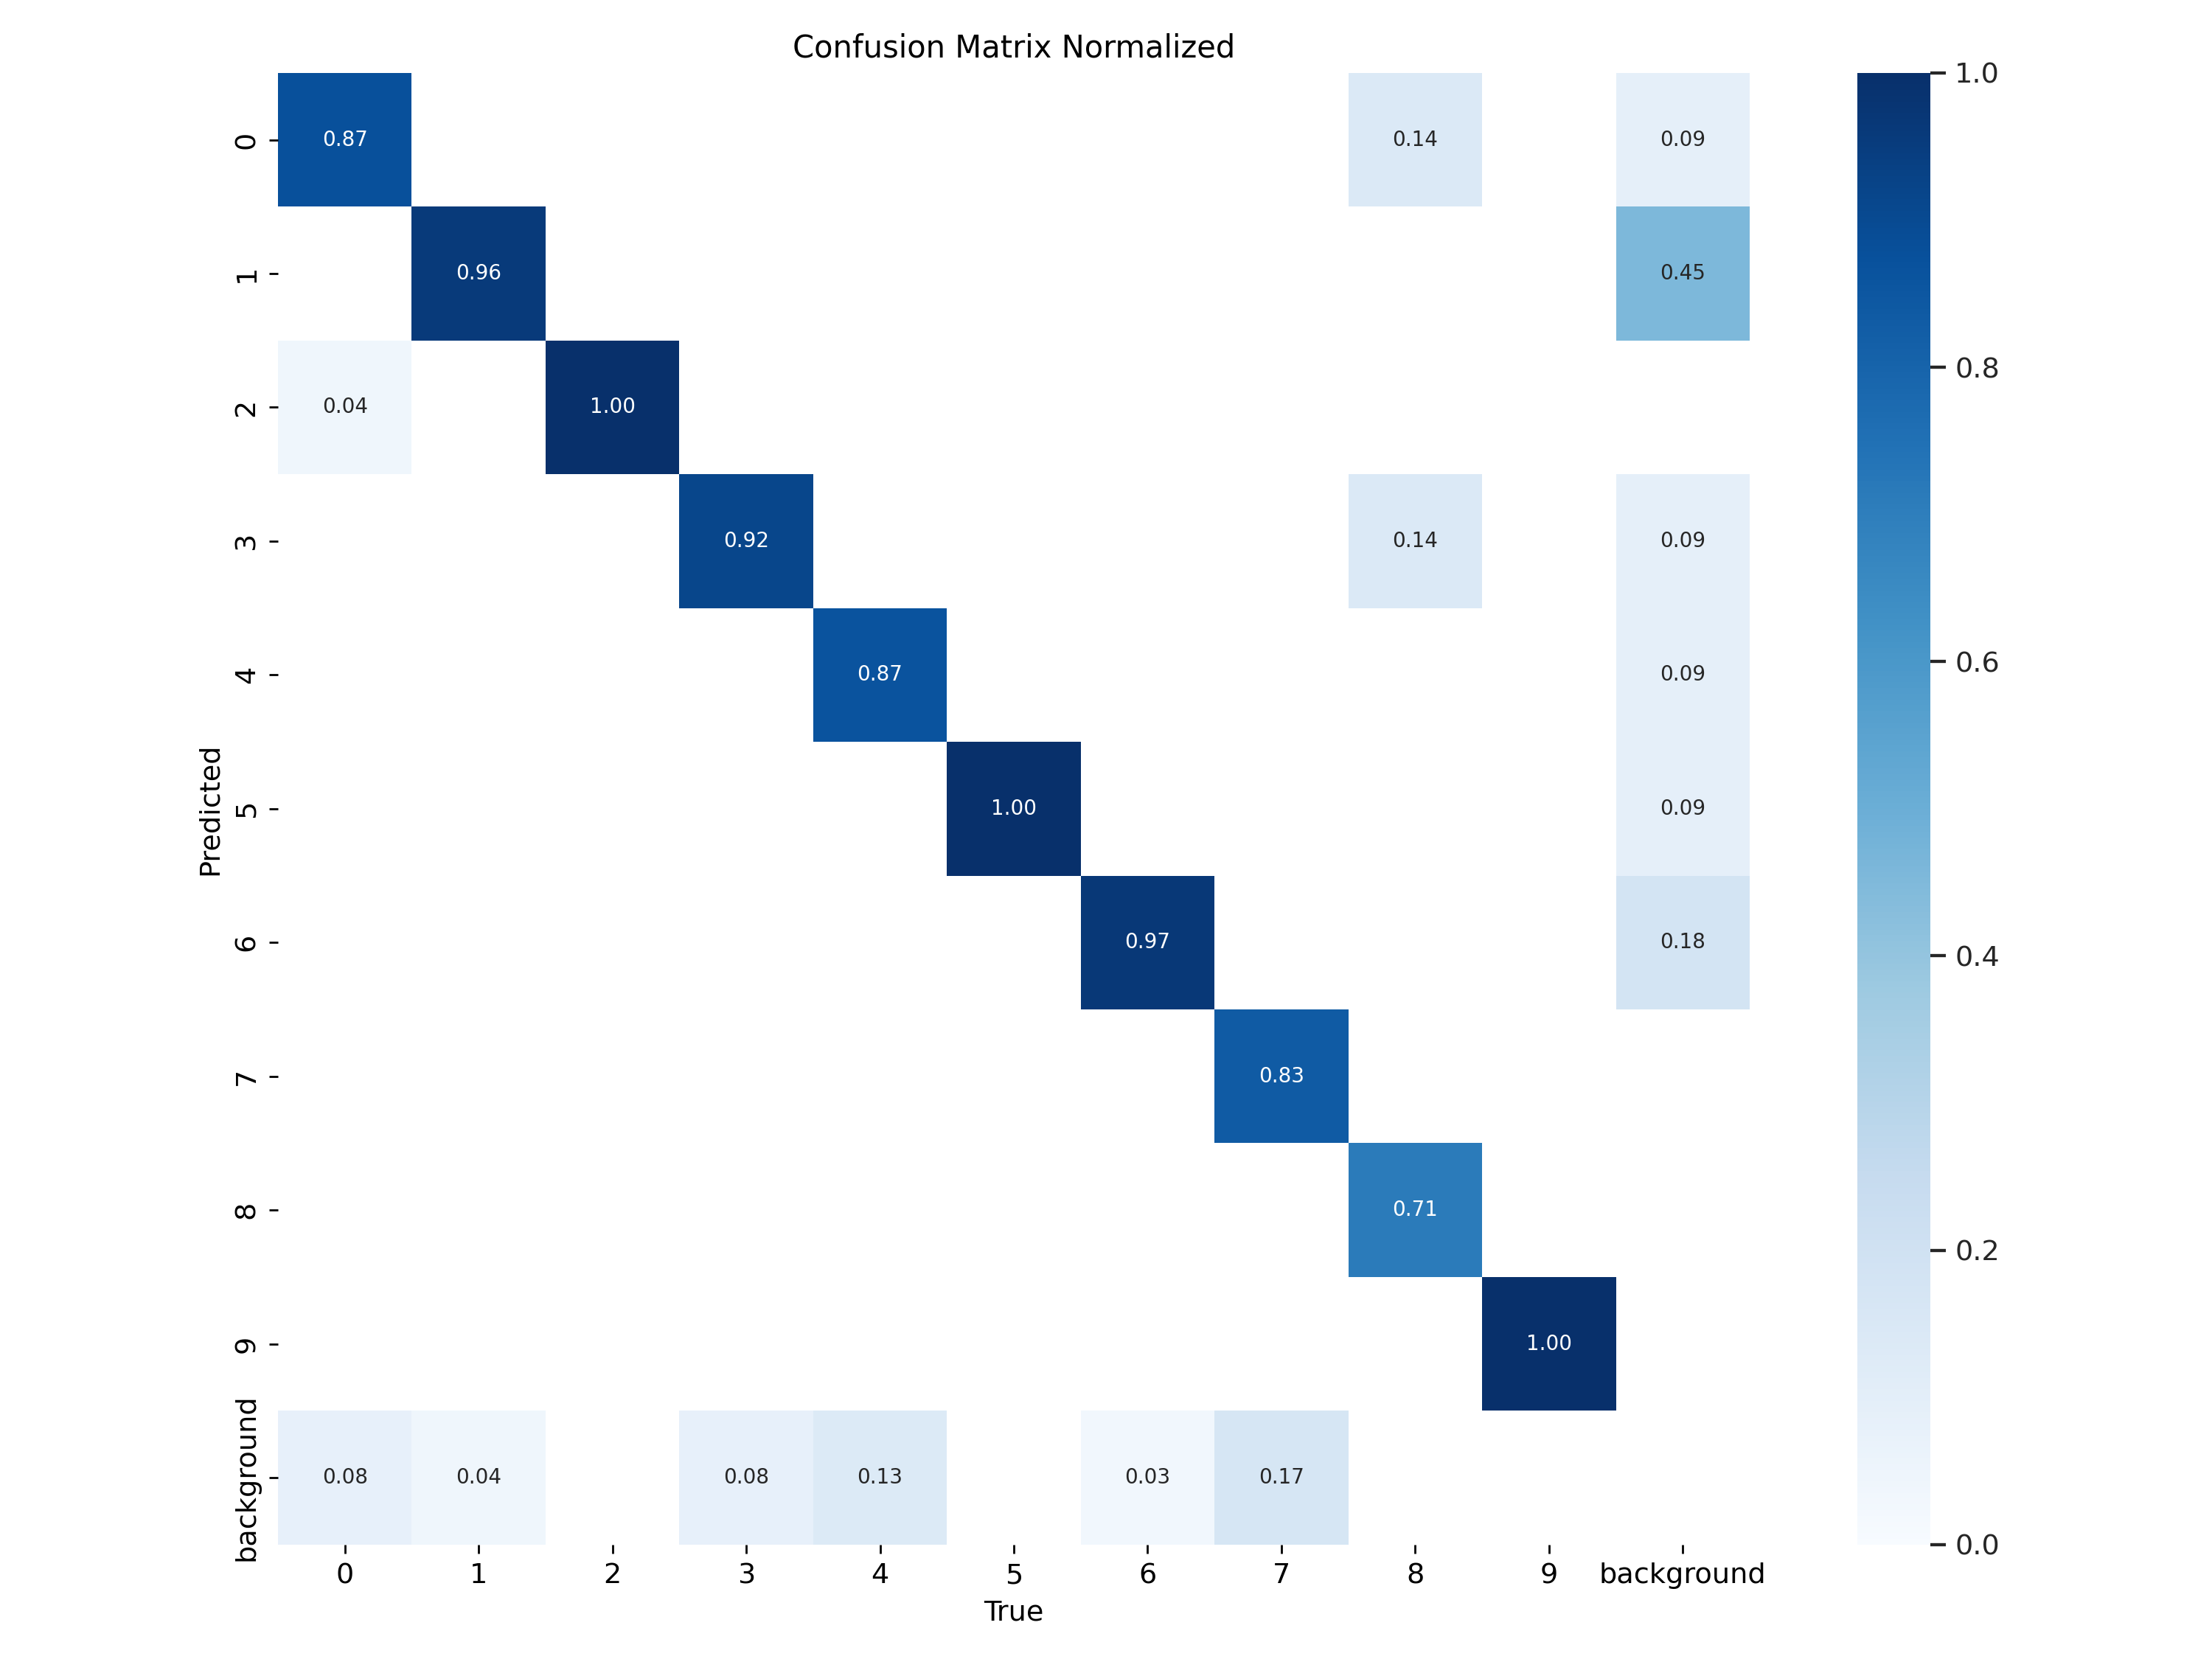 Confusion Matrix Normalized
0 0.87 0.14 0.09
1 0.96 0.45
2 0.04 1.00
3 0.92 0.14 0.09
4 0.87 0.09
5 1.00 0.09
6 0.97 0.18
7 0.83
8 0.71
9 1.00
background 0.08 0.04 0.08 0.13 0.03 0.17
0 1 2 3 4 5 6 7 8 9 background
True
Predicted
1.0
0.8
0.6
0.4
0.2
0.0